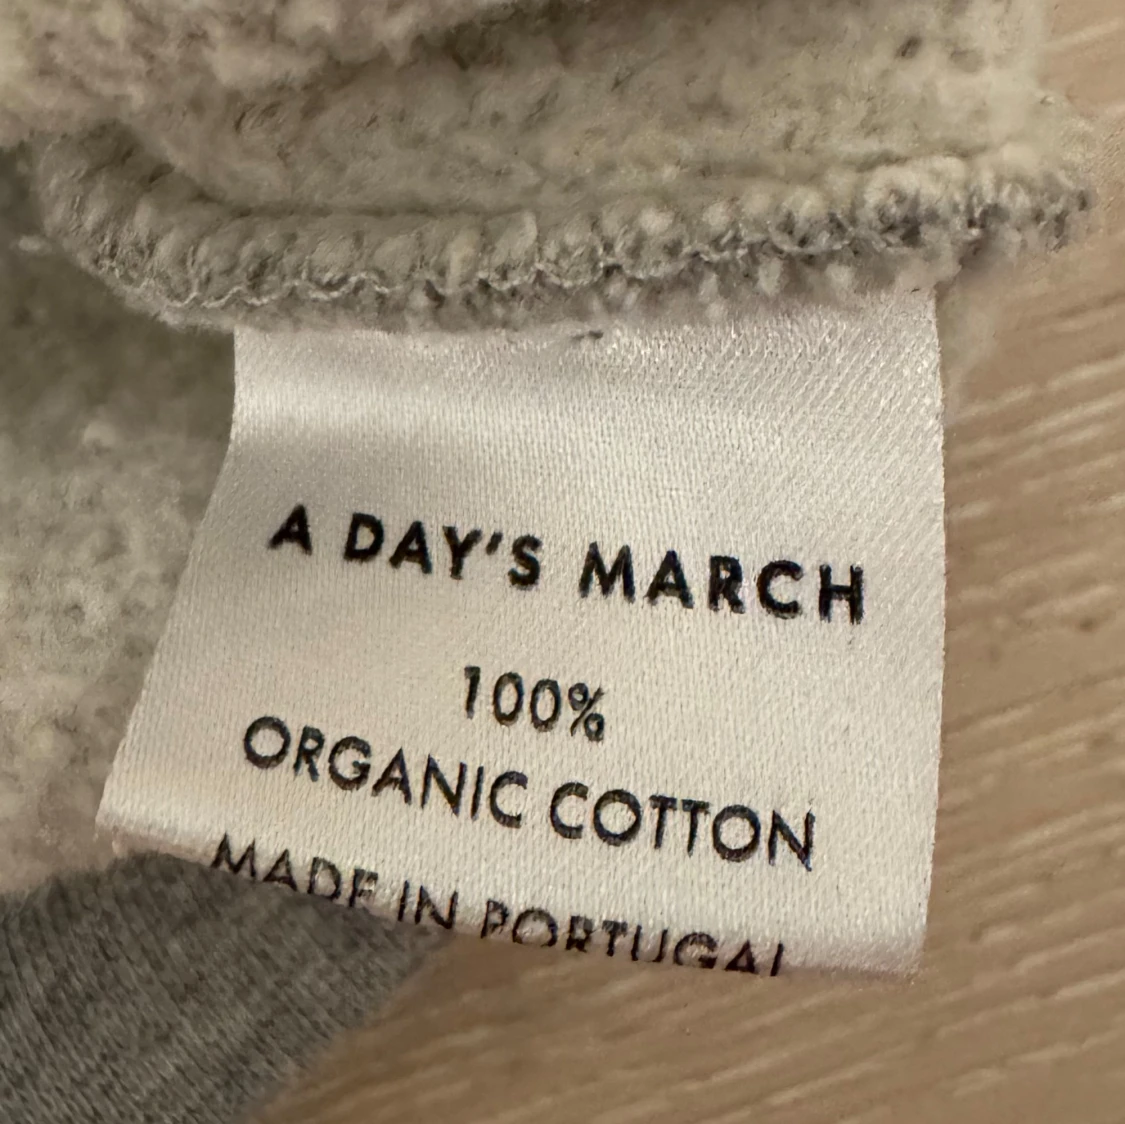 A DAY'S MARCH
100%
ORGANIC COTTON
MADE IN PORTUGAL